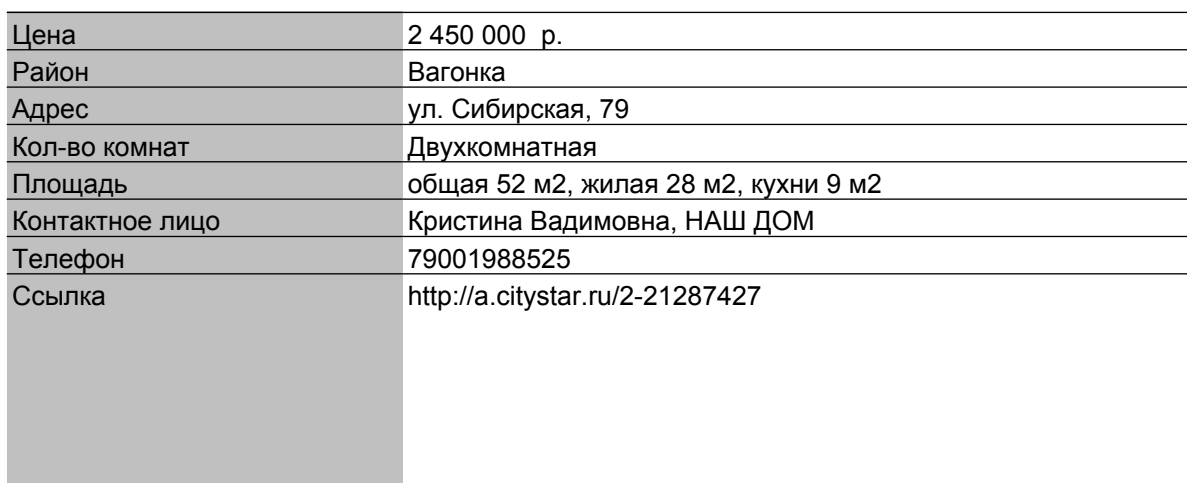 Цена 2 450 000 р.
Район Вагонка
Адрес ул. Сибирская, 79
Кол-во комнат Двухкомнатная
Площадь общая 52 м2, жилая 28 м2, кухни 9 м2
Контактное лицо Кристина Вадимовна, НАШ ДОМ
Телефон 79001988525
Ссылка http://a.citystar.ru/2-21287427